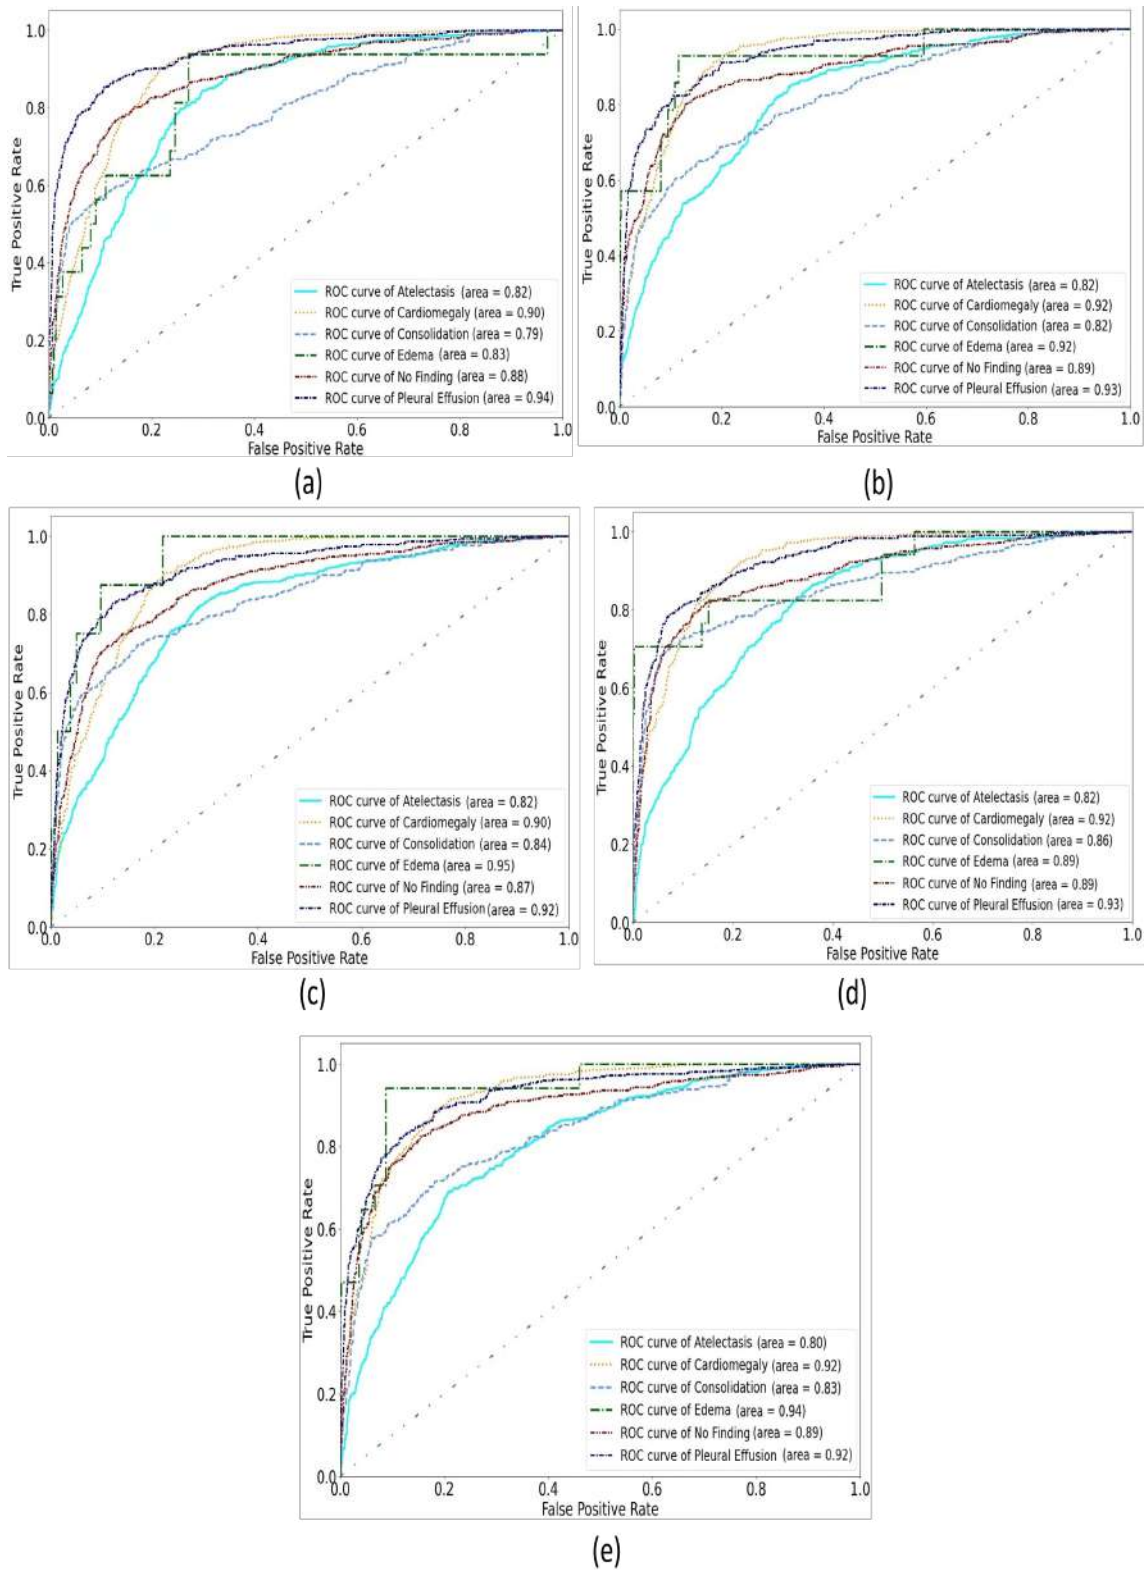 1.0
0.8
0.6
0.4
0.2
0.0
True Positive Rate
ROC curve of Atelectasis (area = 0.82)
ROC curve of Cardiomegaly (area = 0.90)
ROC curve of Consolidation (area = 0.79)
ROC curve of Edema (area = 0.83)
ROC curve of No Finding (area = 0.88)
ROC curve of Pleural Effusion (area = 0.94)
0.2 0.4 0.6 0.8 1.0
False Positive Rate
(a)
1.0
0.8
0.6
0.4
0.2
0.0
True Positive Rate
ROC curve of Atelectasis (area = 0.82)
ROC curve of Cardiomegaly (area = 0.92)
ROC curve of Consolidation (area = 0.82)
ROC curve of Edema (area = 0.92)
ROC curve of No Finding (area = 0.89)
ROC curve of Pleural Effusion (area = 0.93)
0.0 0.2 0.4 0.6 0.8 1.0
False Positive Rate
(b)
1.0
0.8
0.6
0.4
0.2
0.0
True Positive Rate
ROC curve of Atelectasis (area = 0.82)
ROC curve of Cardiomegaly (area = 0.90)
ROC curve of Consolidation (area = 0.84)
ROC curve of Edema (area = 0.95)
ROC curve of No Finding (area = 0.87)
ROC curve of Pleural Effusion (area = 0.92)
0.0 0.2 0.4 0.6 0.8 1.0
False Positive Rate
(c)
1.0
0.8
0.6
0.4
0.2
0.0
True Positive Rate
ROC curve of Atelectasis (area = 0.82)
ROC curve of Cardiomegaly (area = 0.92)
ROC curve of Consolidation (area = 0.86)
ROC curve of Edema (area = 0.89)
ROC curve of No Finding (area = 0.89)
ROC curve of Pleural Effusion (area = 0.93)
0.0 0.2 0.4 0.6 0.8 1.0
False Positive Rate
(d)
1.0
0.8
0.6
0.4
0.2
0.0
True Positive Rate
ROC curve of Atelectasis (area = 0.80)
ROC curve of Cardiomegaly (area = 0.92)
ROC curve of Consolidation (area = 0.83)
ROC curve of Edema (area = 0.94)
ROC curve of No Finding (area = 0.89)
ROC curve of Pleural Effusion (area = 0.92)
0.0 0.2 0.4 0.6 0.8 1.0
False Positive Rate
(e)